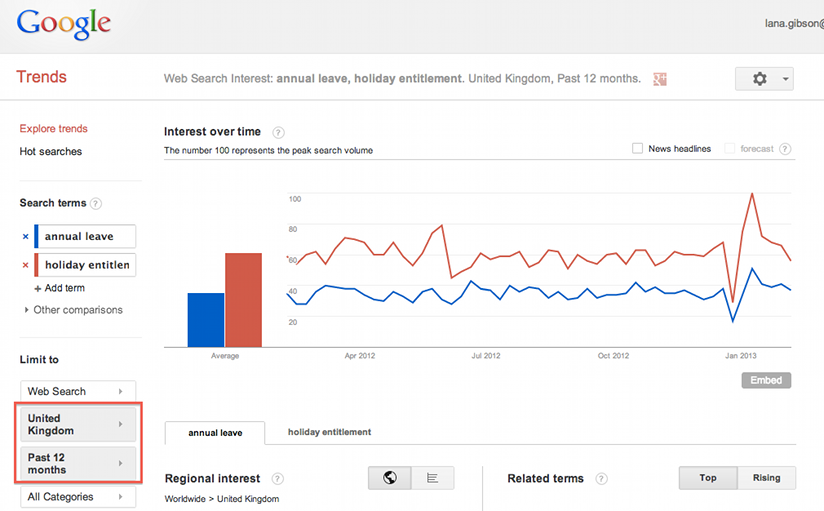 Google
lana.gibson@
Trends
Web Search Interest: annual leave, holiday entitlement. United Kingdom, Past 12 months.
Explore trends
Hot searches
Interest over time ?
The number 100 represents the peak search volume
News headlines
forecast ?
Search terms ?
× annual leave
× holiday entitlen
+ Add term
Other comparisons
100
80
60
40
20
Average
Apr 2012
Jul 2012
Oct 2012
Jan 2013
Embed
Limit to
Web Search
United
Kingdom
Past 12
months
All Categories
annual leave
holiday entitlement
Regional interest ?
Worldwide > United Kingdom
Related terms ?
Top
Rising